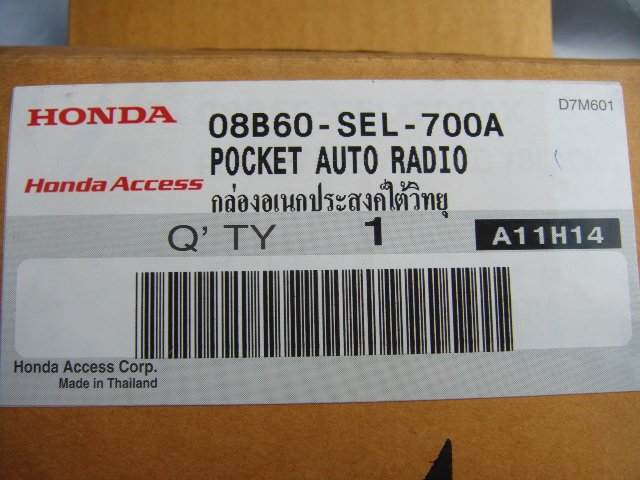 HONDA
08B60-SEL-700A
D7M601
POCKET AUTO RADIO
Honda Access
กล่องอเนกประสงค์ใต้วิทยุ
Q' TY 1 A11H14
Honda Access Corp.
Made in Thailand